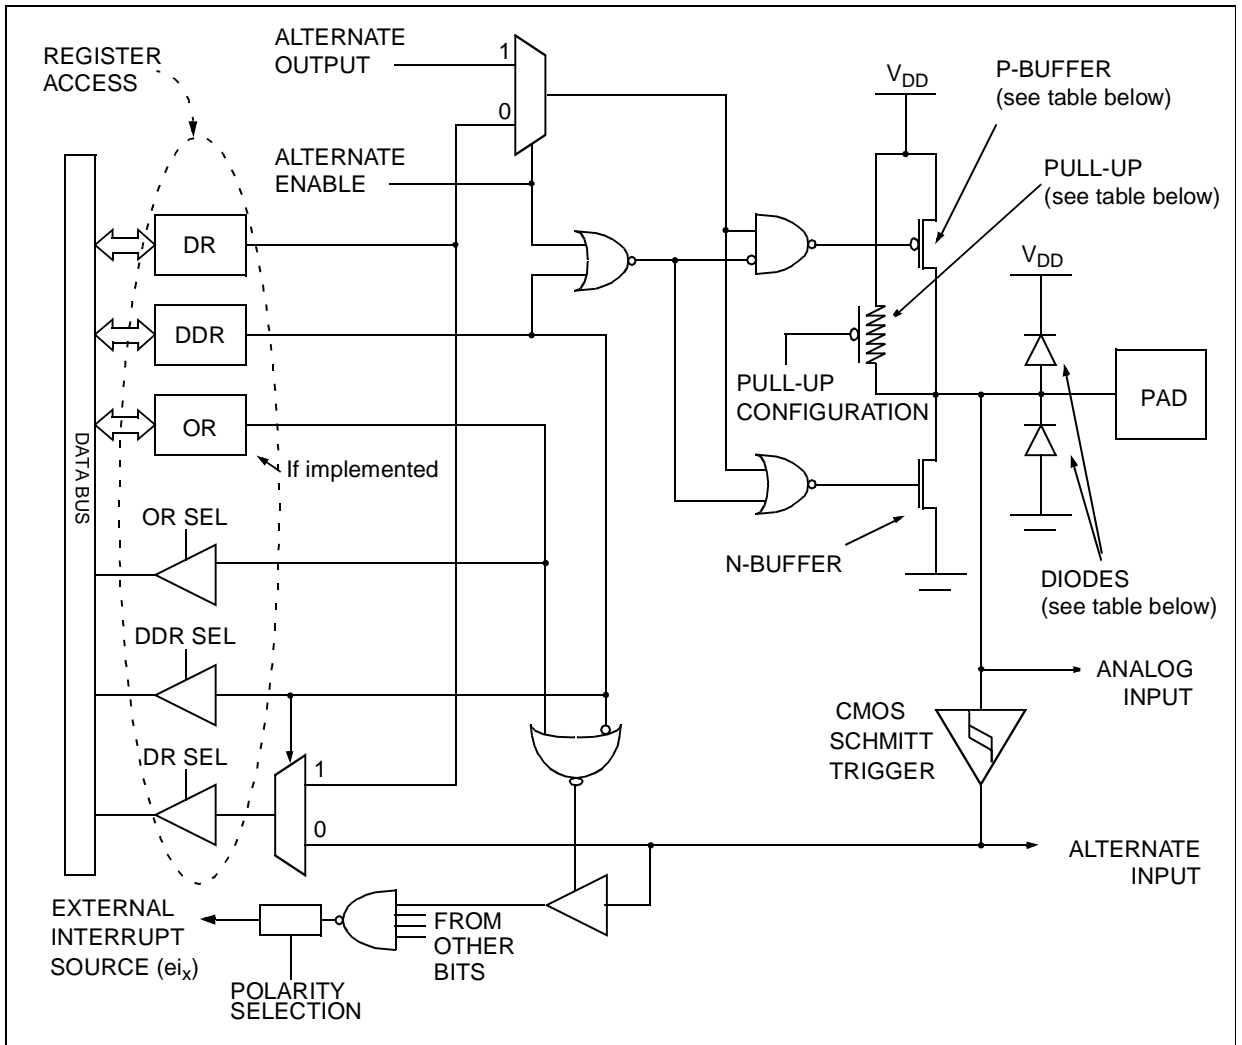 REGISTER
ACCESS
ALTERNATE
OUTPUT
1
0
ALTERNATE
ENABLE
VDD
P-BUFFER
(see table below)
PULL-UP
(see table below)
DR
DDR
OR
If implemented
DATA BUS
PULL-UP
CONFIGURATION
VDD
PAD
N-BUFFER
DIODES
(see table below)
OR SEL
DDR SEL
DR SEL
1
0
CMOS
SCHMITT
TRIGGER
ANALOG
INPUT
ALTERNATE
INPUT
EXTERNAL
INTERRUPT
SOURCE (eix)
POLARITY
SELECTION
FROM
OTHER
BITS